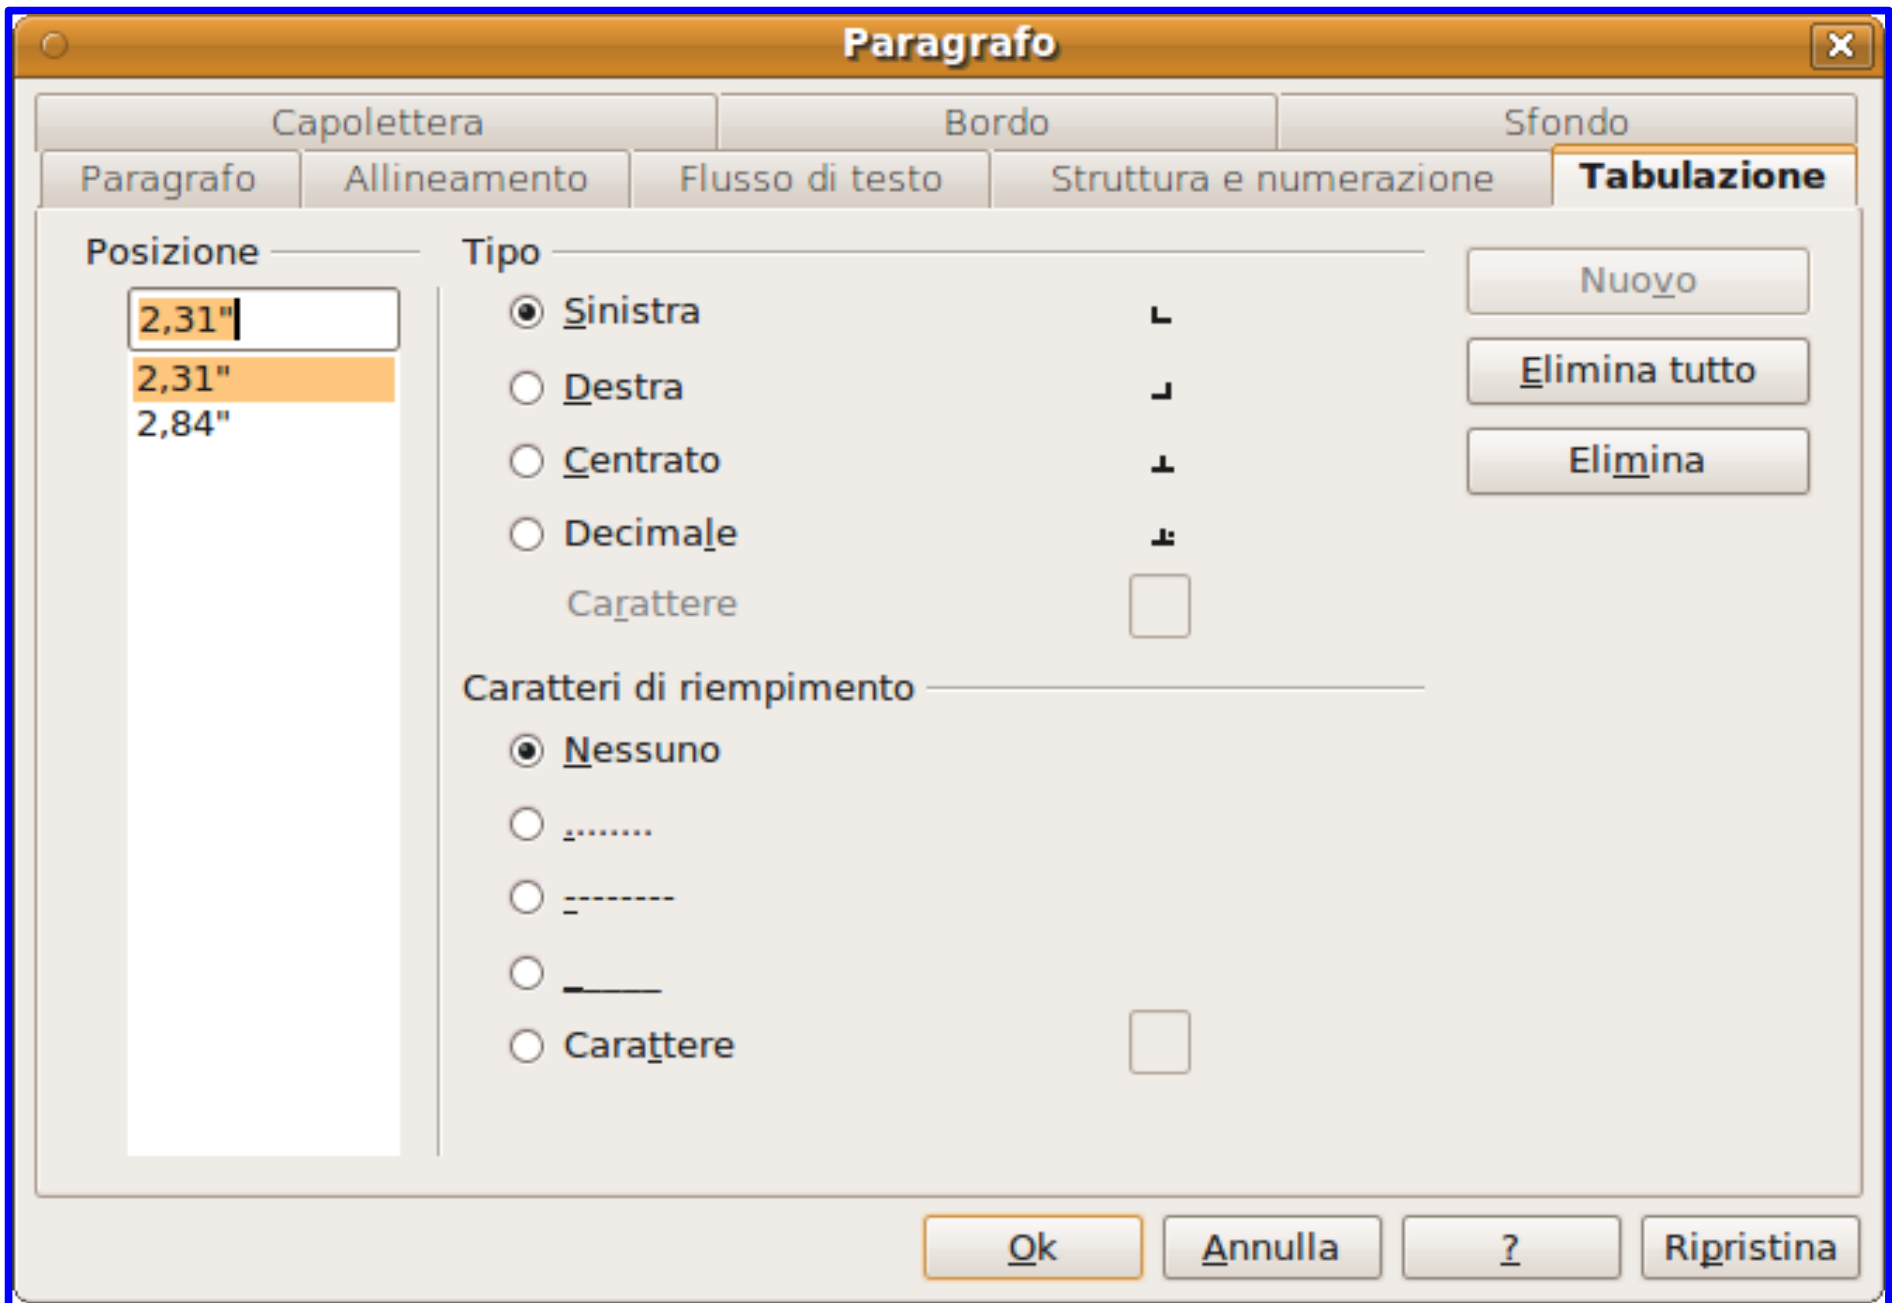 Paragrafo
Capolettera Bordo Sfondo
Paragrafo Allineamento Flusso di testo Struttura e numerazione Tabulazione
Posizione
2,31"
2,31"
2,84"
Tipo
Sinistra
Destra
Centrato
Decimale
Carattere
Caratteri di riempimento
Nessuno
........
--------
______
Carattere
Nuovo
Elimina tutto
Elimina
Ok Annulla ? Ripristina